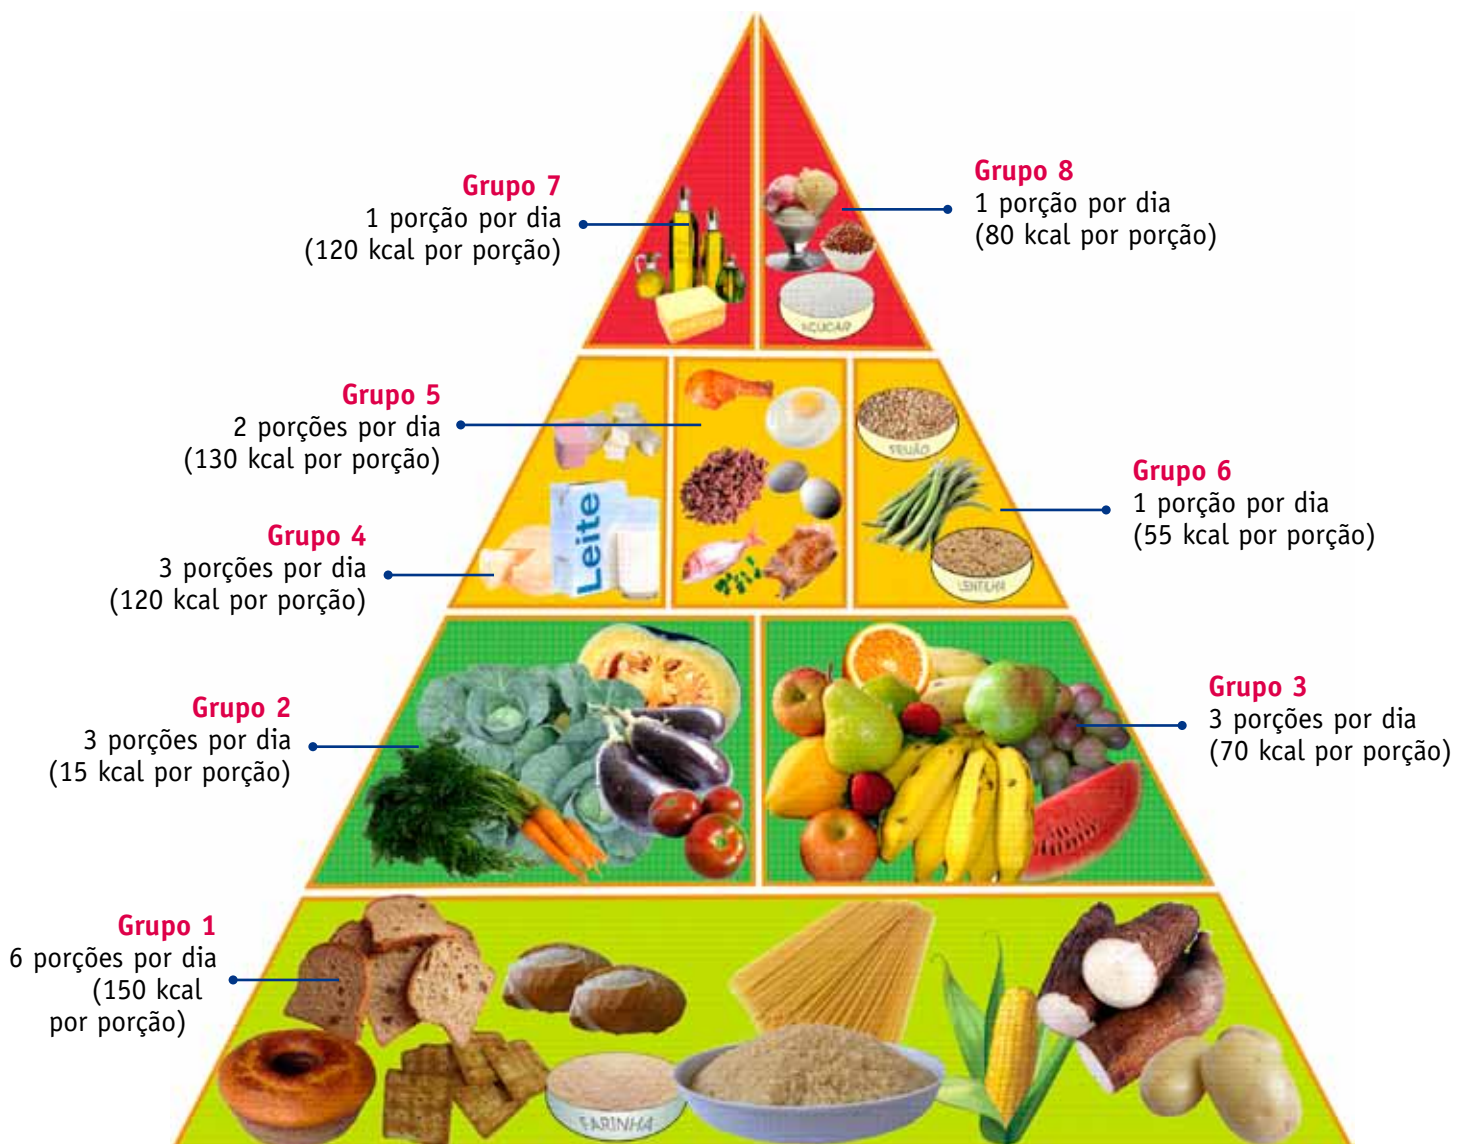 Grupo 7
1 porção por dia
(120 kcal por porção)
Grupo 8
1 porção por dia
(80 kcal por porção)
AÇUCAR
Grupo 5
2 porções por dia
(130 kcal por porção)
FEIJÃO
Grupo 6
1 porção por dia
(55 kcal por porção)
Leite
Grupo 4
3 porções por dia
(120 kcal por porção)
LENTILHA
Grupo 2
3 porções por dia
(15 kcal por porção)
Grupo 3
3 porções por dia
(70 kcal por porção)
Grupo 1
6 porções por dia
(150 kcal
por porção)
FARINHA